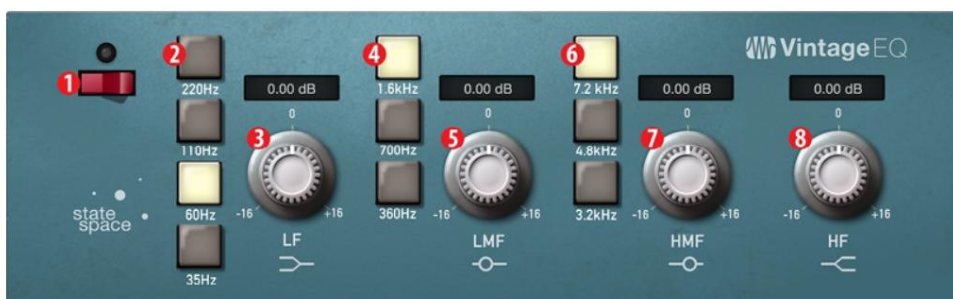 1
2
220Hz
110Hz
60Hz
35Hz
0.00 dB
3
0
-16
+16
LF
4
1.6kHz
700Hz
360Hz
0.00 dB
5
0
-16
+16
LMF
6
7.2 kHz
4.8kHz
3.2kHz
0.00 dB
7
0
-16
+16
HMF
VintageEQ
0.00 dB
8
0
-16
+16
HF
state
space